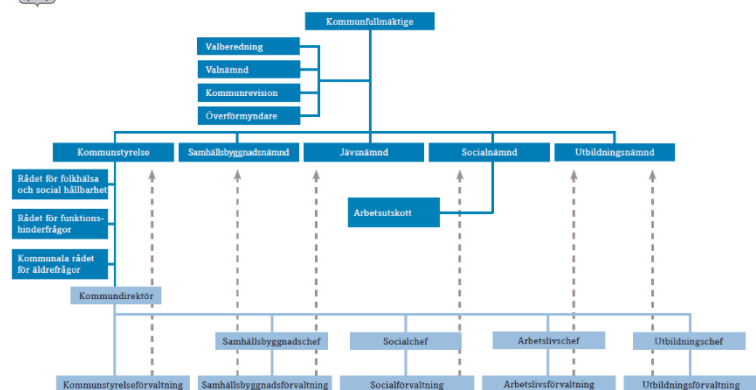 Kommunfullmäktige
Valberedning
Valnämnd
Kommunrevision
Överförmyndare
Kommunstyrelse
Samhällsbyggnadsnämnd
Jävsnämnd
Socialnämnd
Utbildningsnämnd
Rådet för folkhälsa
och social hållbarhet
Rådet för funktions-
hinderfrågor
Kommunala rådet
för äldrefrågor
Arbetsutskott
Kommundirektör
Samhällsbyggnadschef
Socialchef
Arbetslivschef
Utbildningschef
Kommunstyrelseförvaltning
Samhällsbyggnadsförvaltning
Socialförvaltning
Arbetslivsförvaltning
Utbildningsförvaltning